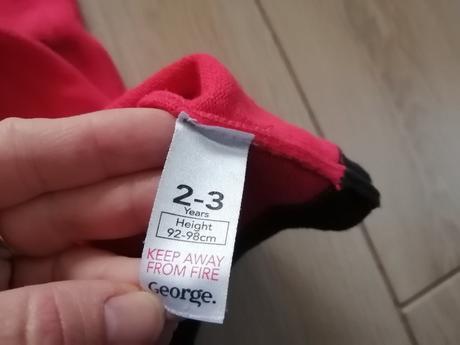 2-3
Years
Height
92-98cm
KEEP AWAY
FROM FIRE
George.